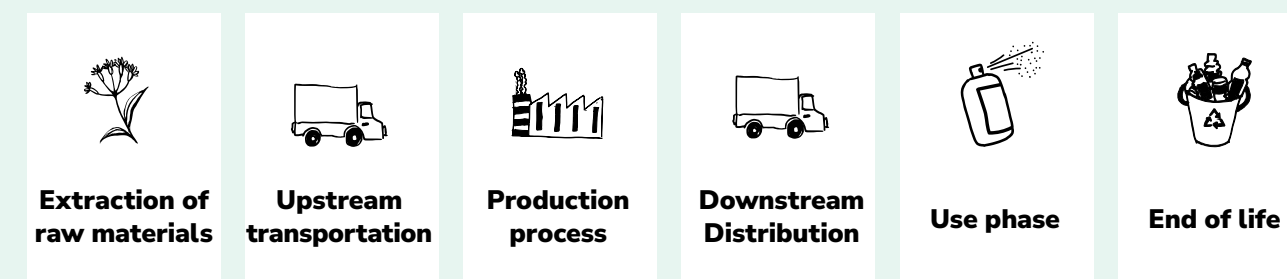 Extraction of
raw materials
Upstream
transportation
Production
process
Downstream
Distribution
Use phase
End of life